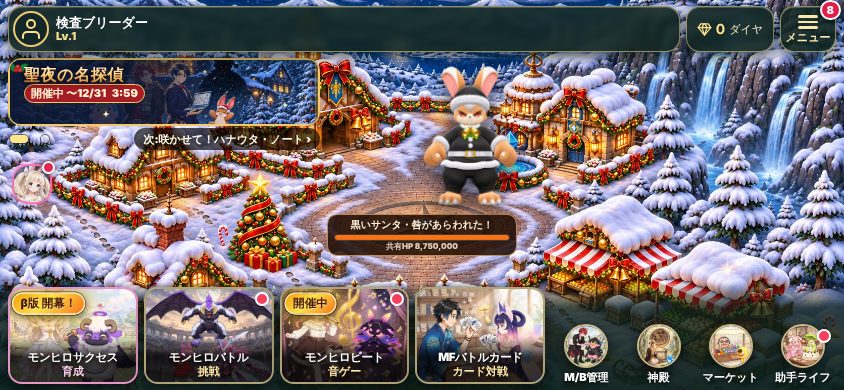 検査ブリーダー
Lv.1
0 ダイヤ
8
メニュー
聖夜の名探偵
開催中 〜12/31 3:59
次:咲かせて！ハナウタ・ノート ›
黒いサンタ・咎があらわれた！
共有HP 8,750,000
β版 開幕！
モンヒロサクセス
育成
モンヒロバトル
挑戦
開催中
モンヒロビート
音ゲー
MFバトルカード
カード対戦
M/B管理
神殿
マーケット
助手ライフ